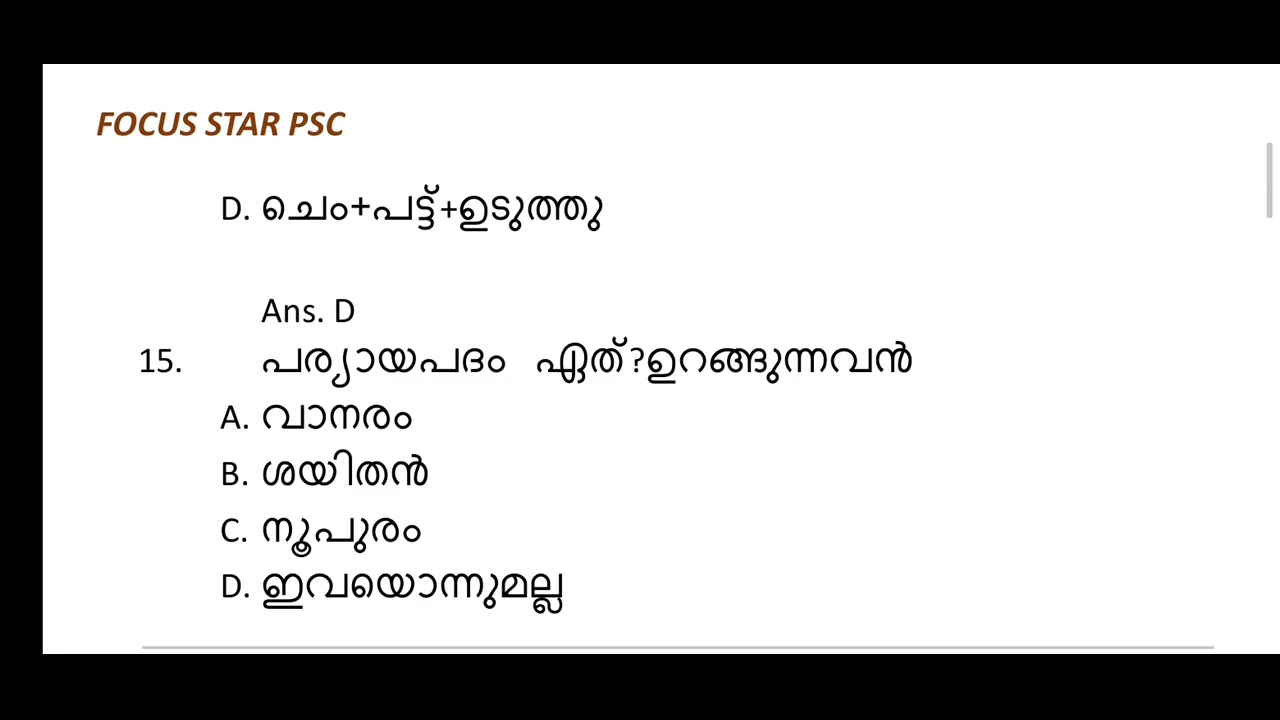 FOCUS STAR PSC
D. ചെം+പട്ട്+ഉടുത്തു
Ans. D
15. പര്യായപദം ഏത്?ഉറങ്ങുന്നവൻ
A. വാനരം
B. ശയിതൻ
C. നൂപുരം
D. ഇവയൊന്നുമല്ല